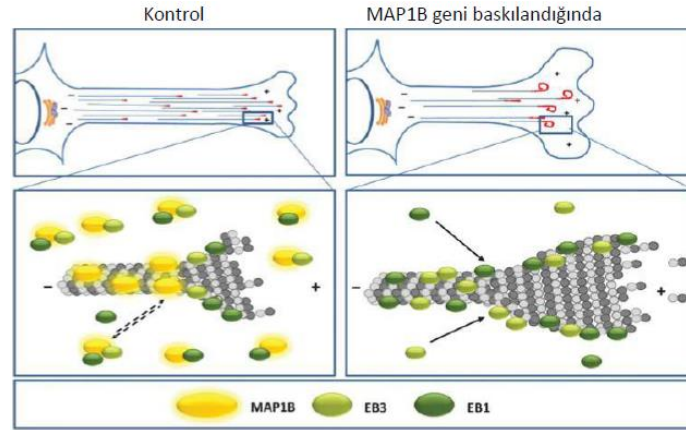 Kontrol
MAP1B geni baskılandığında
- + 
- +
- +
- +
MAP1B EB3 EB1